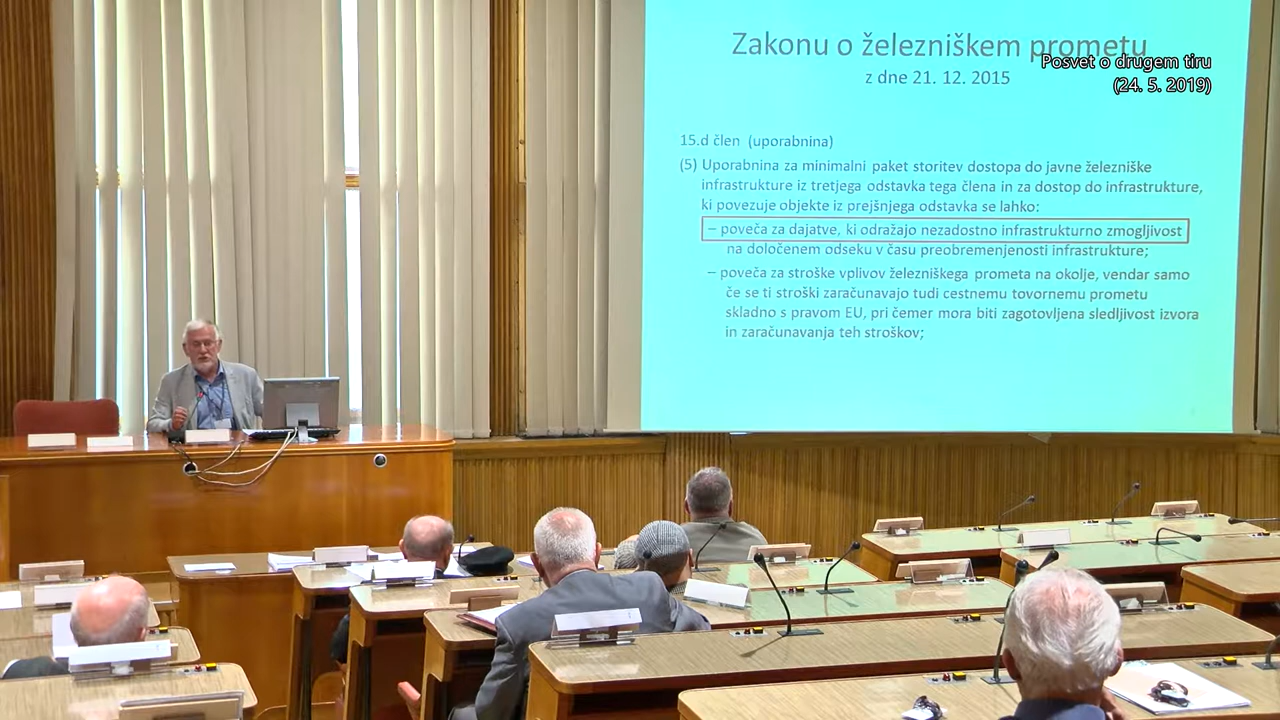 Zakonu o železniškem prometu
Posvet o drugem tiru
z dne 21. 12. 2015
(24. 5. 2019)
15.d člen (uporabnina)
(5) Uporabnina za minimalni paket storitev dostopa do javne železniške
infrastrukture iz tretjega odstavka tega člena in za dostop do infrastrukture,
ki povezuje objekte iz prejšnjega odstavka se lahko:
– poveča za dajatve, ki odražajo nezadostno infrastrukturno zmogljivost
na določenem odseku v času preobremenjenosti infrastrukture;
– poveča za stroške vplivov železniškega prometa na okolje, vendar samo
če se ti stroški zaračunavajo tudi cestnemu tovornemu prometu
skladno s pravom EU, pri čemer mora biti zagotovljena sledljivost izvora
in zaračunavanja teh stroškov;